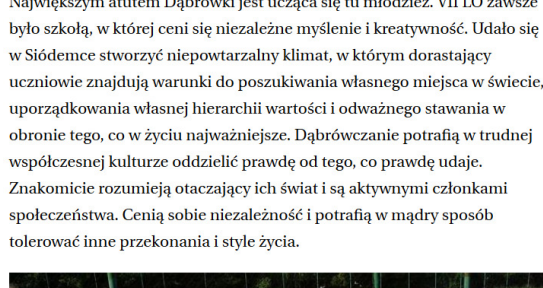 Największym atutem Dąbrówki jest ucząca się tu młodzież. VII LO zawsze
było szkołą, w której ceni się niezależne myślenie i kreatywność. Udało się
w Siódemce stworzyć niepowtarzalny klimat, w którym dorastający
uczniowie znajdują warunki do poszukiwania własnego miejsca w świecie,
uporządkowania własnej hierarchii wartości i odważnego stawania w
obronie tego, co w życiu najważniejsze. Dąbrówczanie potrafią w trudnej
współczesnej kulturze oddzielić prawdę od tego, co prawdę udaje.
Znakomicie rozumieją otaczający ich świat i są aktywnymi członkami
społeczeństwa. Cenią sobie niezależność i potrafią w mądry sposób
tolerować inne przekonania i style życia.